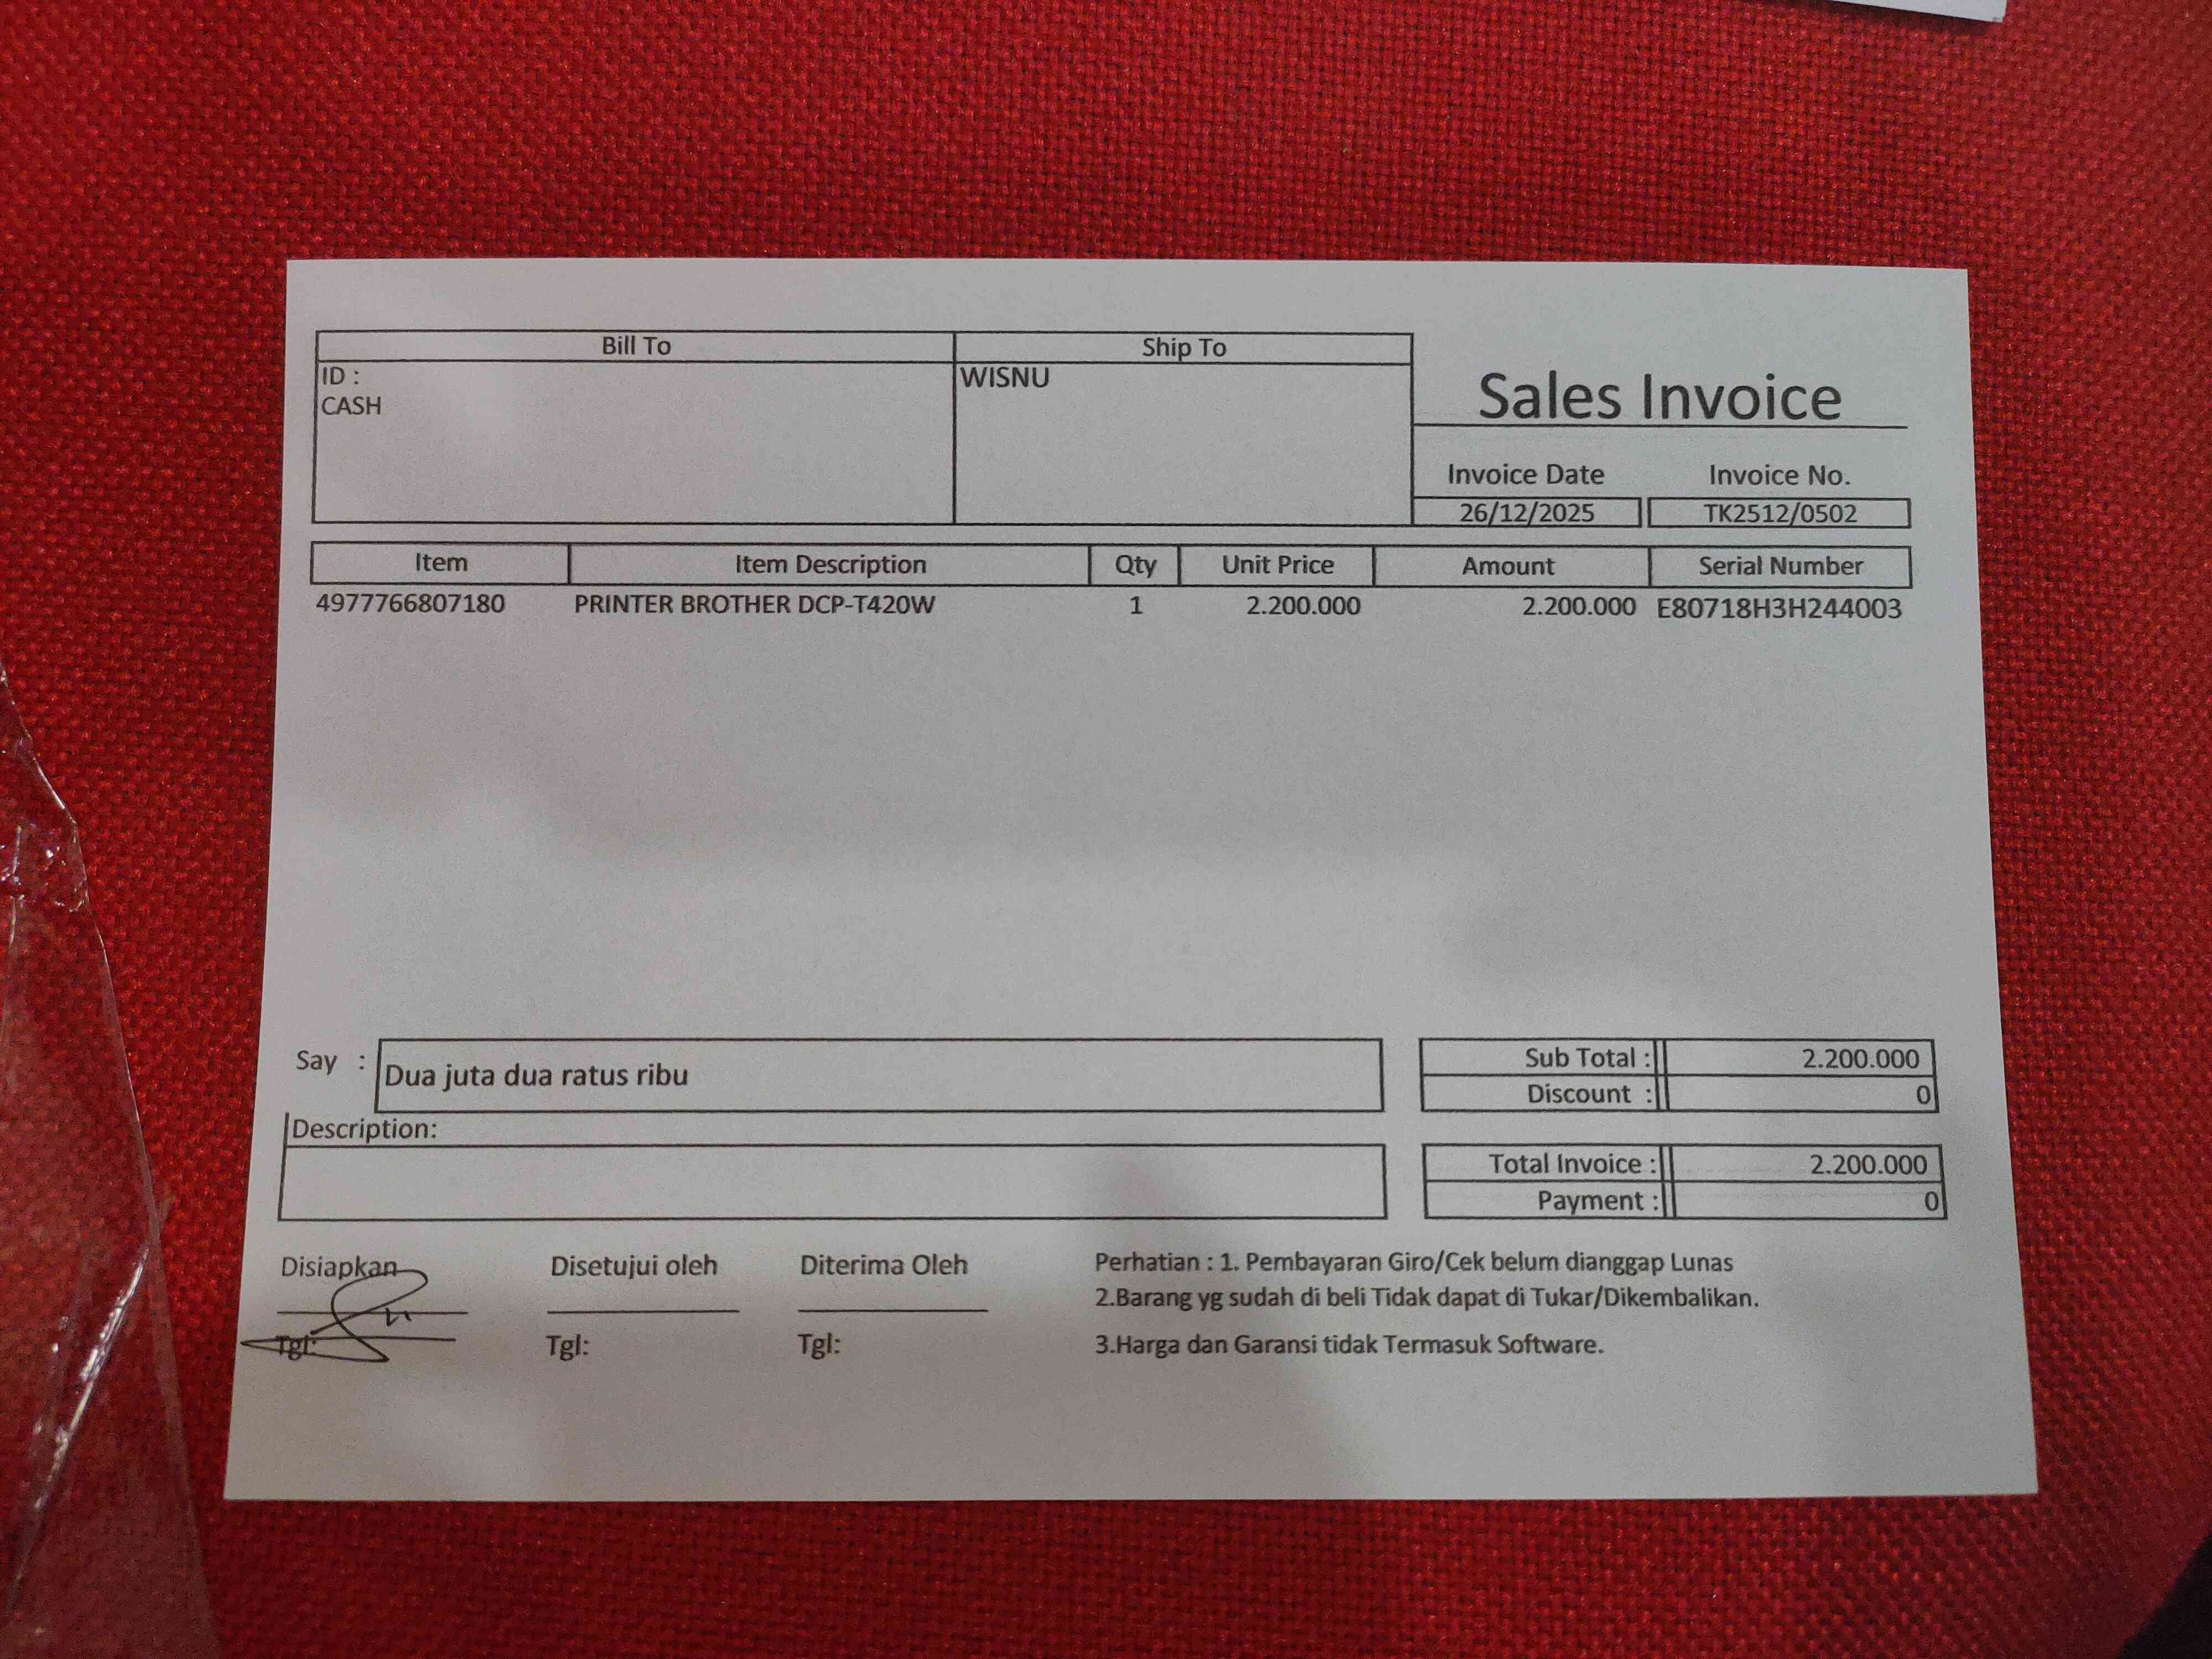 Bill To
Ship To
ID :
CASH
WISNU
Sales Invoice
Invoice Date
Invoice No.
26/12/2025
TK2512/0502
Item
Item Description
Qty
Unit Price
Amount
Serial Number
4977766807180
PRINTER BROTHER DCP-T420W
1
2.200.000
2.200.000
E80718H3H244003
Say :
Dua juta dua ratus ribu
Sub Total :
2.200.000
Discount :
0
Description:
Total Invoice :
2.200.000
Payment :
0
Disiapkan
Disetujui oleh
Diterima Oleh
Tgl:
Tgl:
Tgl:
Perhatian : 1. Pembayaran Giro/Cek belum dianggap Lunas
2.Barang yg sudah di beli Tidak dapat di Tukar/Dikembalikan.
3.Harga dan Garansi tidak Termasuk Software.